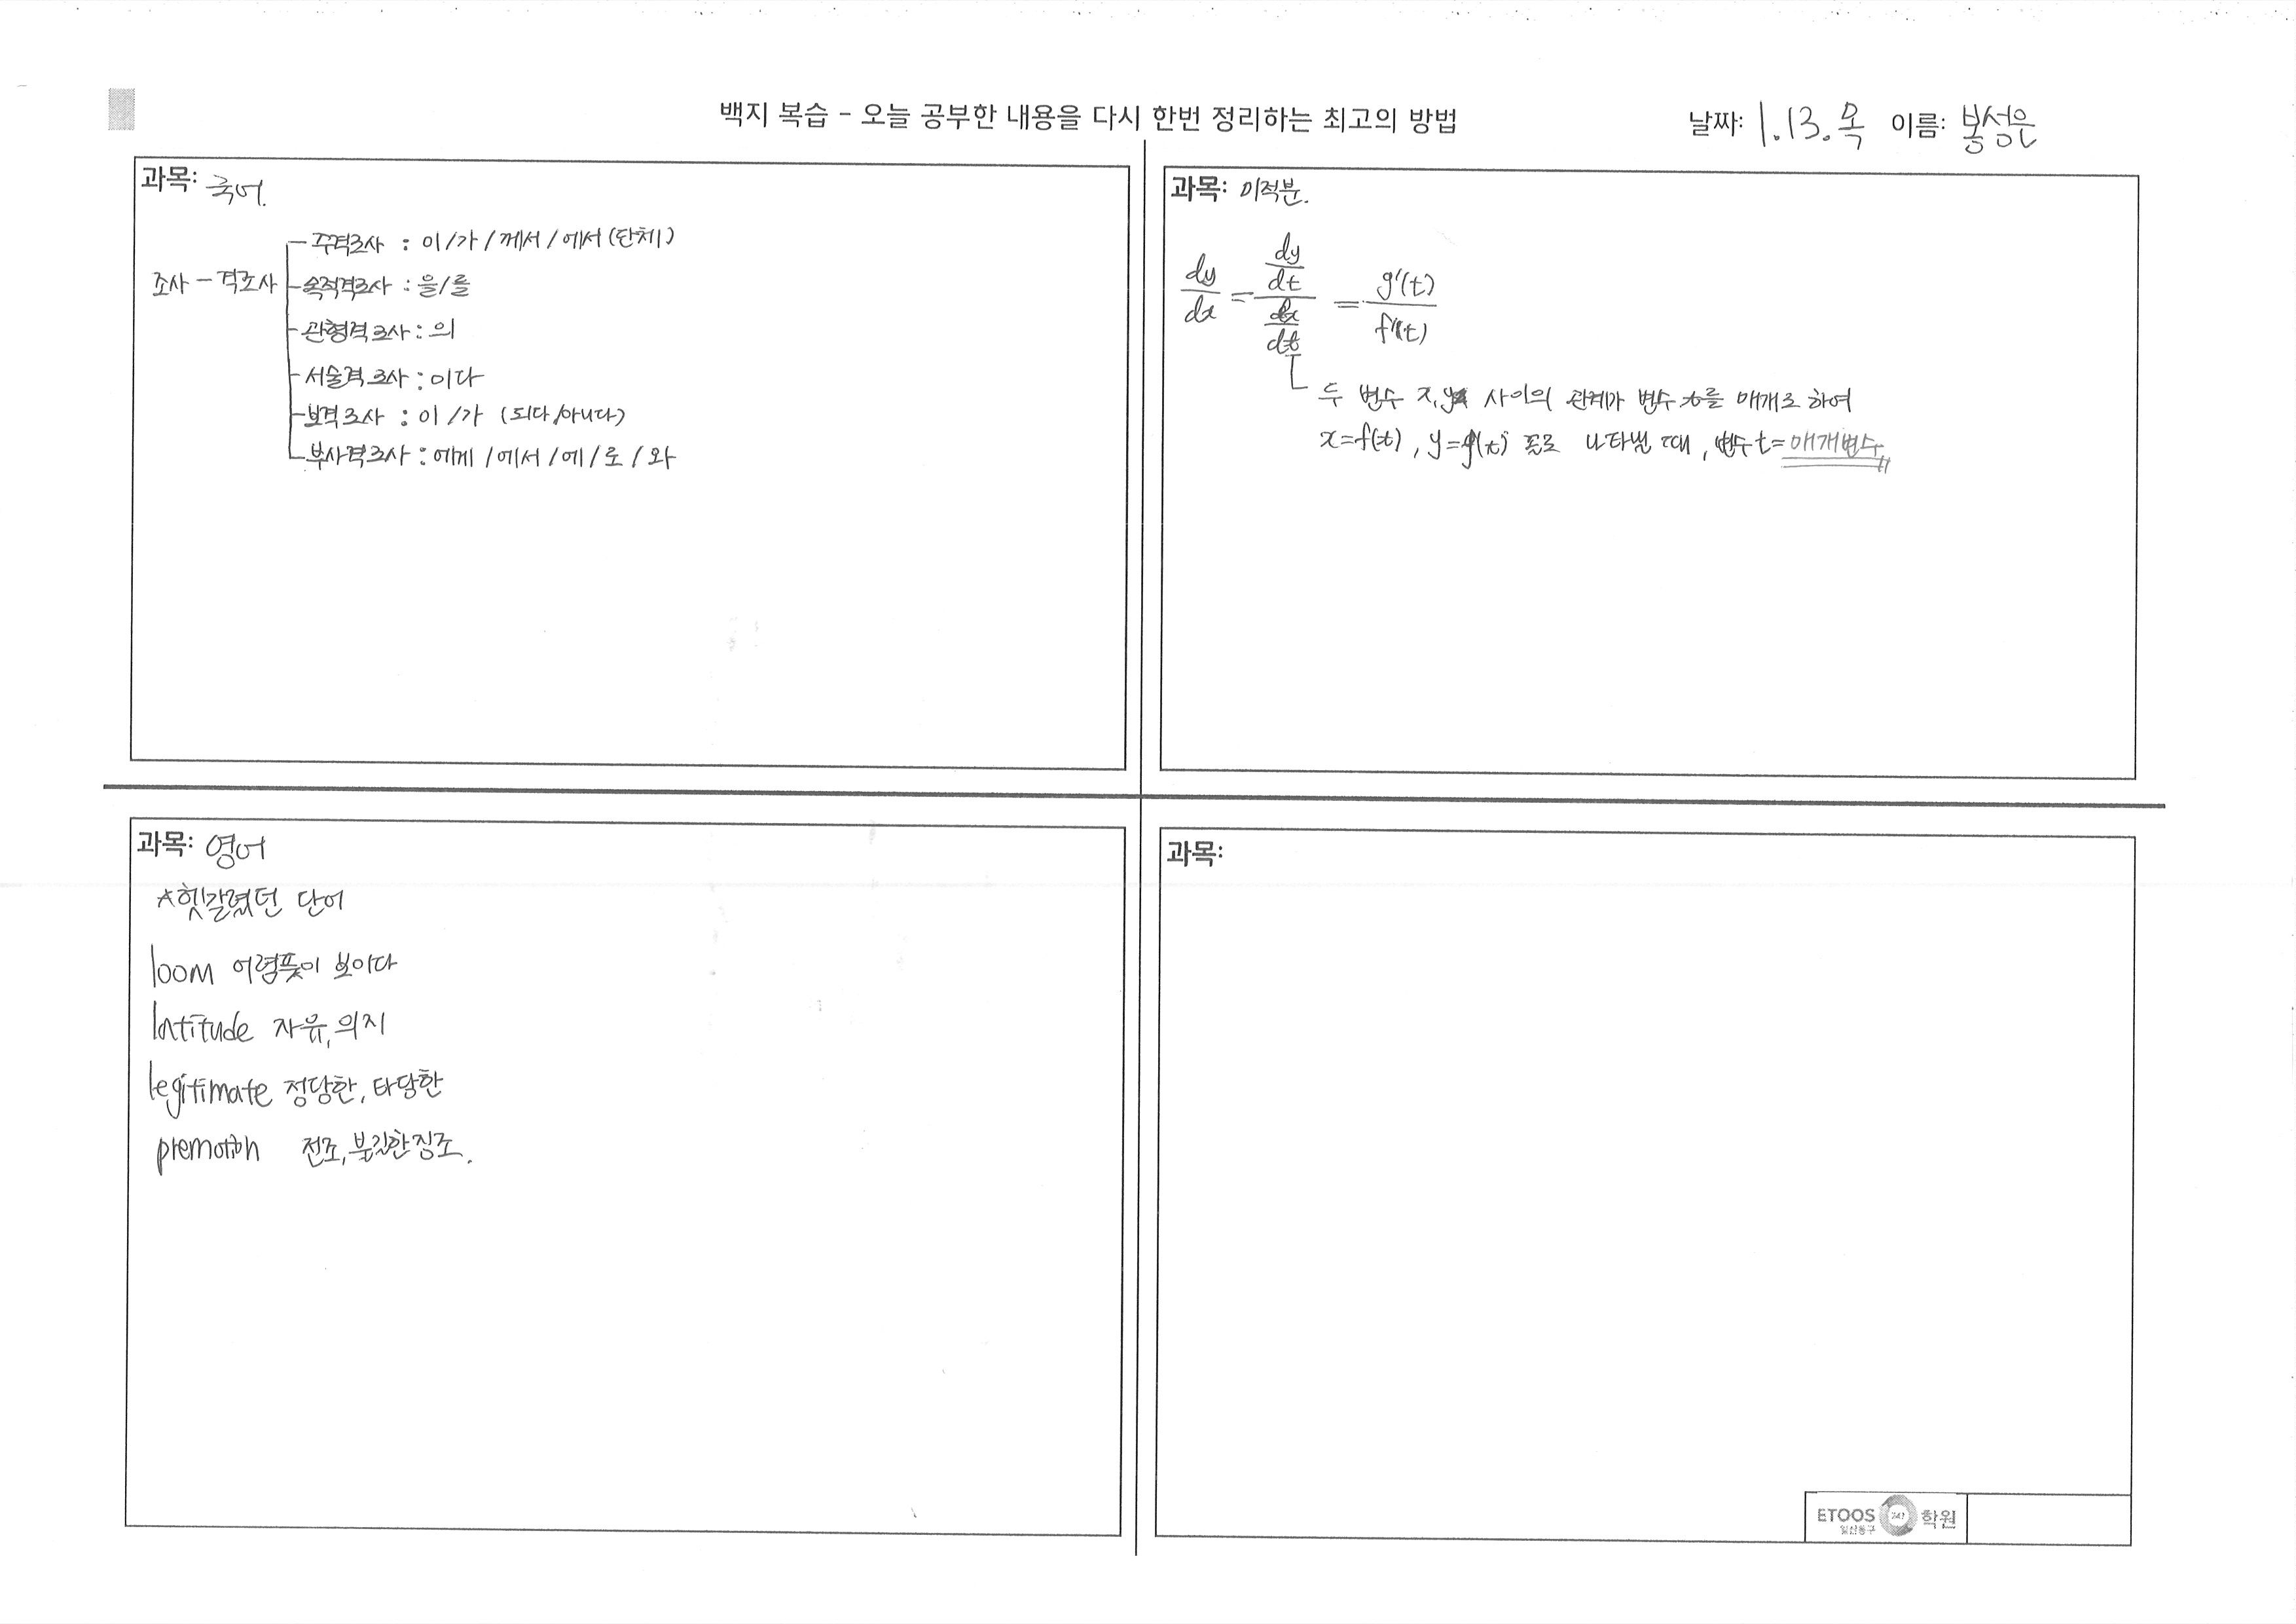 백지 복습 - 오늘 공부한 내용을 다시 한번 정리하는 최고의 방법
날짜: 1.13.목 이름: 봉성은
과목: 국어.
조사 - 격조사
주격조사 : 이/가/께서/에서(단체)
목적격조사 : 을/를
관형격조사 : 의
서술격조사 : 이다
보격조사 : 이/가 (되다/아니다)
부사격조사 : 에게/에서/에/로/와
과목: 미적분.
dy/dx = (dy/dt)/(dx/dt) = g'(t)/f'(t)
두 변수 x, y 사이의 관계가 변수 t를 매개로 하여
x=f(t), y=g(t) 꼴로 나타낼 때, 변수 t=매개변수
과목: 영어
☆헷갈렸던 단어
loom 어렴풋이 보이다
latitude 자유, 의지
legitimate 정당한, 타당한
전조, 불길한 징조.
과목:
ETOOS 247 학원
일산동구